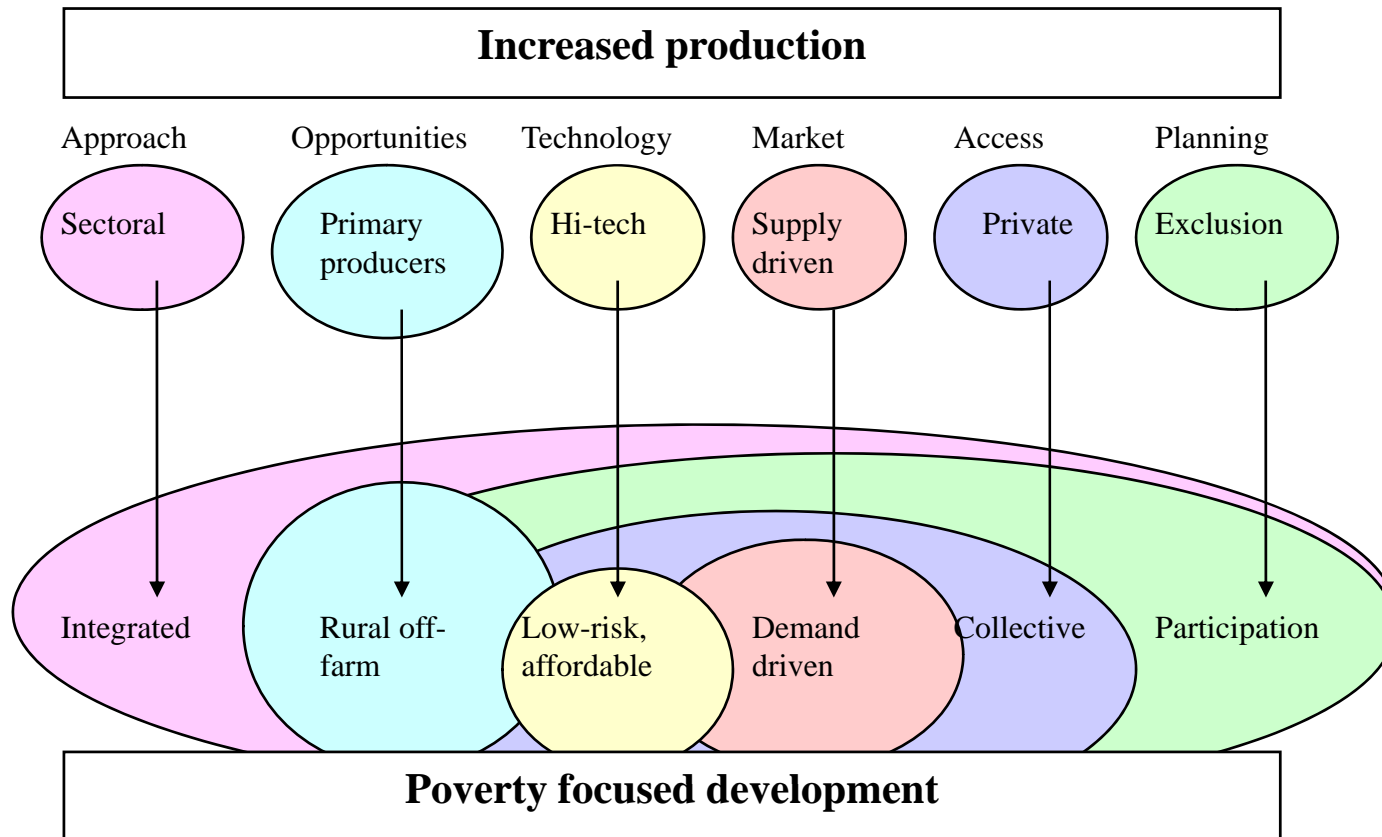 Increased production
Approach Opportunities Technology Market Access Planning
Sectoral Primary Hi-tech Supply Private Exclusion
producers driven
Integrated Rural off- Low-risk, Demand Collective Participation
farm affordable driven
Poverty focused development